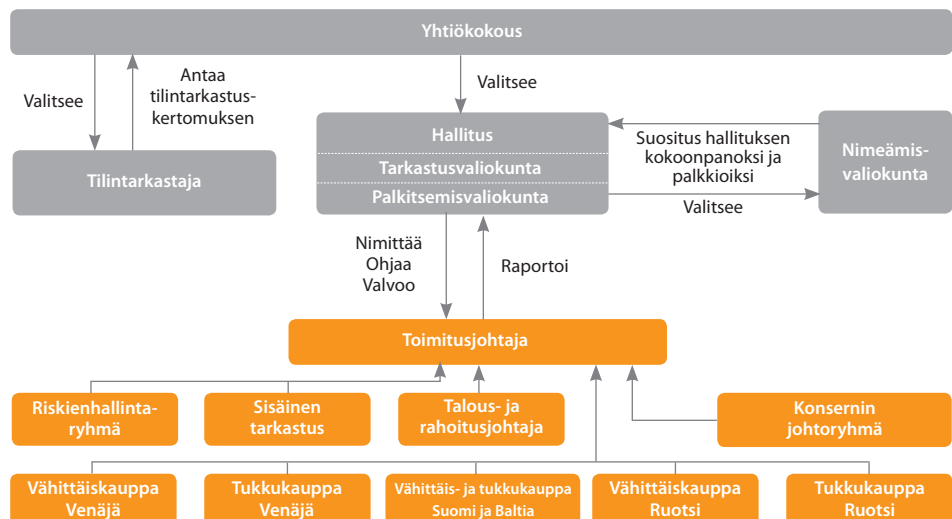 Yhtiökokous
Valitsee
Antaa
tilintarkastus-
kertomuksen
Valitsee
Tilintarkastaja
Hallitus
Tarkastusvaliokunta
Palkitsemisvaliokunta
Suositus hallituksen
kokoonpanoksi ja
palkkioiksi
Valitsee
Nimeämis-
valiokunta
Nimittää
Ohjaa
Valvoo
Raportoi
Toimitusjohtaja
Riskienhallinta-
ryhmä
Sisäinen
tarkastus
Talous- ja
rahoitusjohtaja
Konsernin
johtoryhmä
Vähittäiskauppa
Venäjä
Tukkukauppa
Venäjä
Vähittäis- ja tukkukauppa
Suomi ja Baltia
Vähittäiskauppa
Ruotsi
Tukkukauppa
Ruotsi